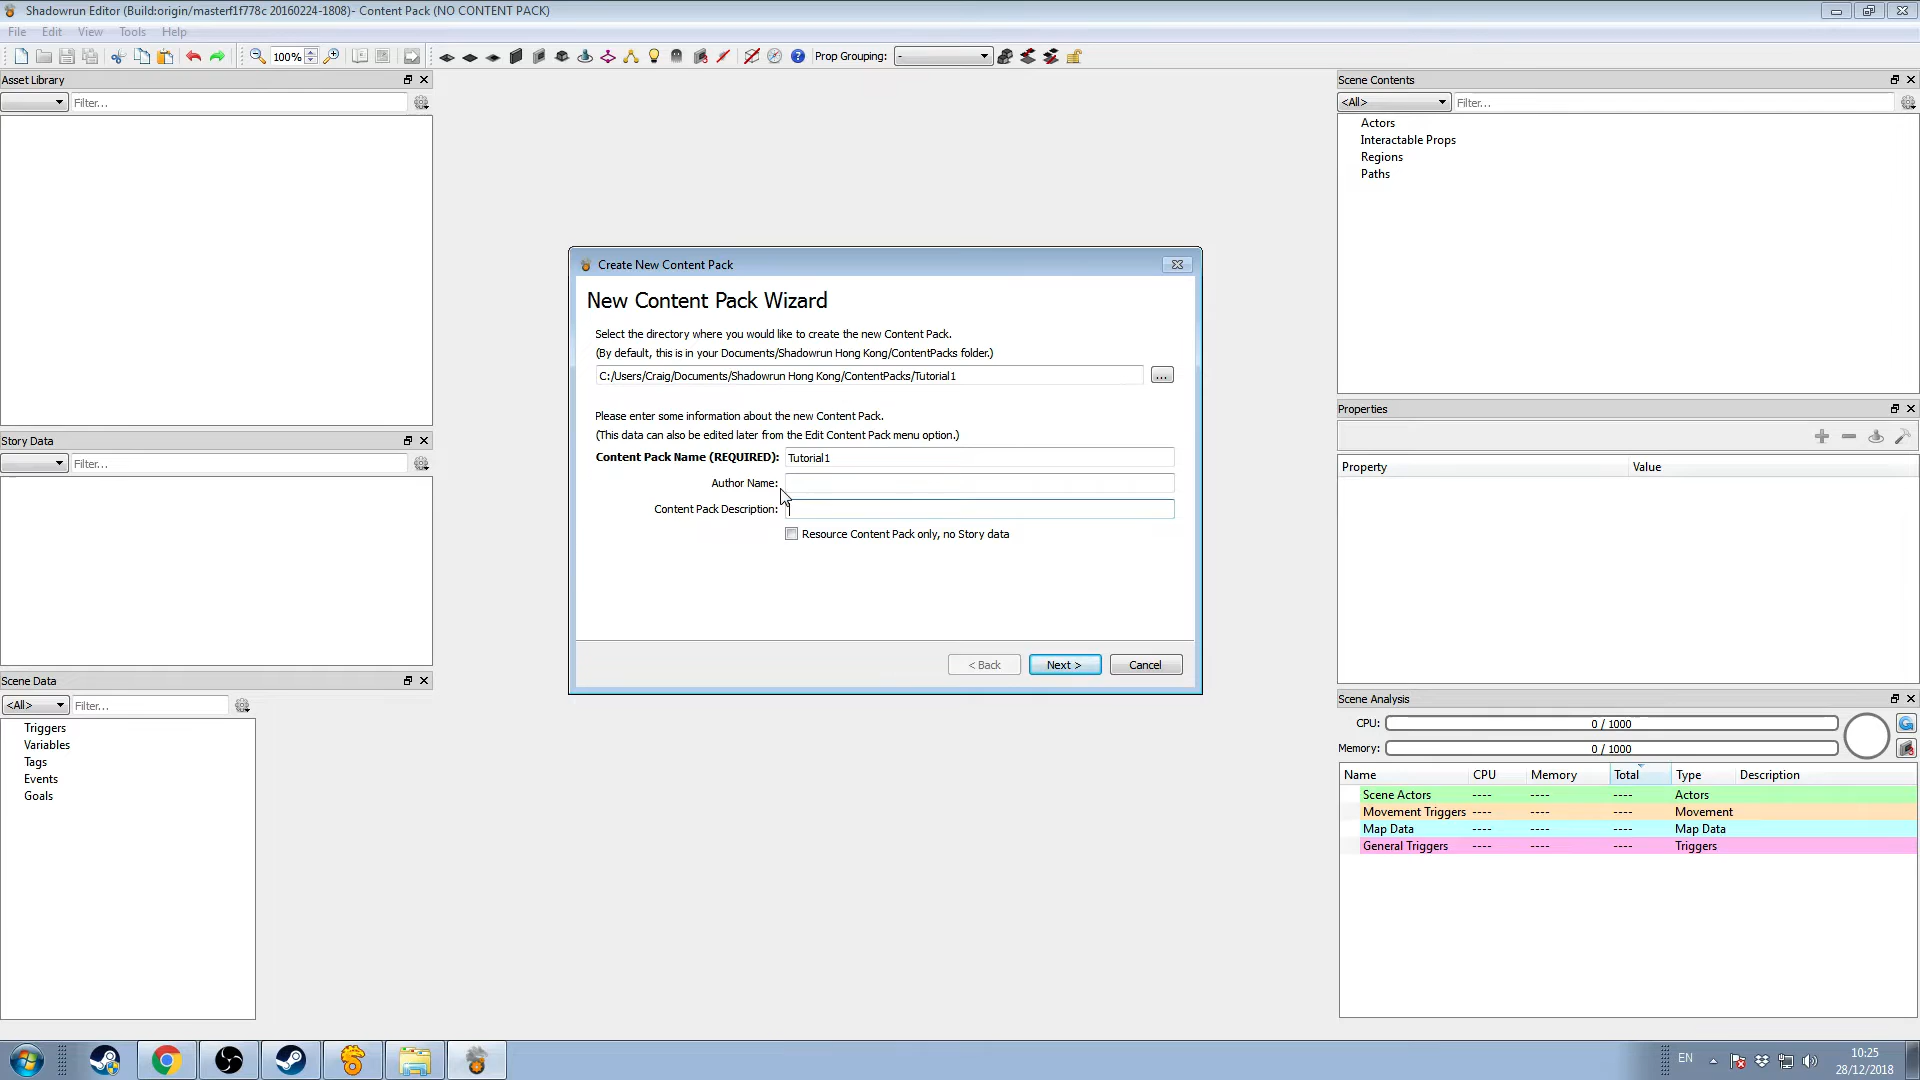 Shadowrun Editor (Build:origin/masterf1f778c 20160224-1808)- Content Pack (NO CONTENT PACK)
File Edit View Tools Help
100% Prop Grouping: -
Asset Library
Filter...
Story Data
Filter...
Scene Data
<All> Filter...
Triggers
Variables
Tags
Events
Goals
Create New Content Pack
New Content Pack Wizard
Select the directory where you would like to create the new Content Pack.
(By default, this is in your Documents/Shadowrun Hong Kong/ContentPacks folder.)
C:/Users/Craig/Documents/Shadowrun Hong Kong/ContentPacks/Tutorial1
...
Please enter some information about the new Content Pack.
(This data can also be edited later from the Edit Content Pack menu option.)
Content Pack Name (REQUIRED): Tutorial1
Author Name:
Content Pack Description:
Resource Content Pack only, no Story data
< Back Next > Cancel
Scene Contents
<All> Filter...
Actors
Interactable Props
Regions
Paths
Properties
Property Value
Scene Analysis
CPU: 0 / 1000
Memory: 0 / 1000
Name CPU Memory Total Type Description
Scene Actors ---- ---- ---- Actors
Movement Triggers ---- ---- ---- Movement
Map Data ---- ---- ---- Map Data
General Triggers ---- ---- ---- Triggers
EN
10:25
28/12/2018